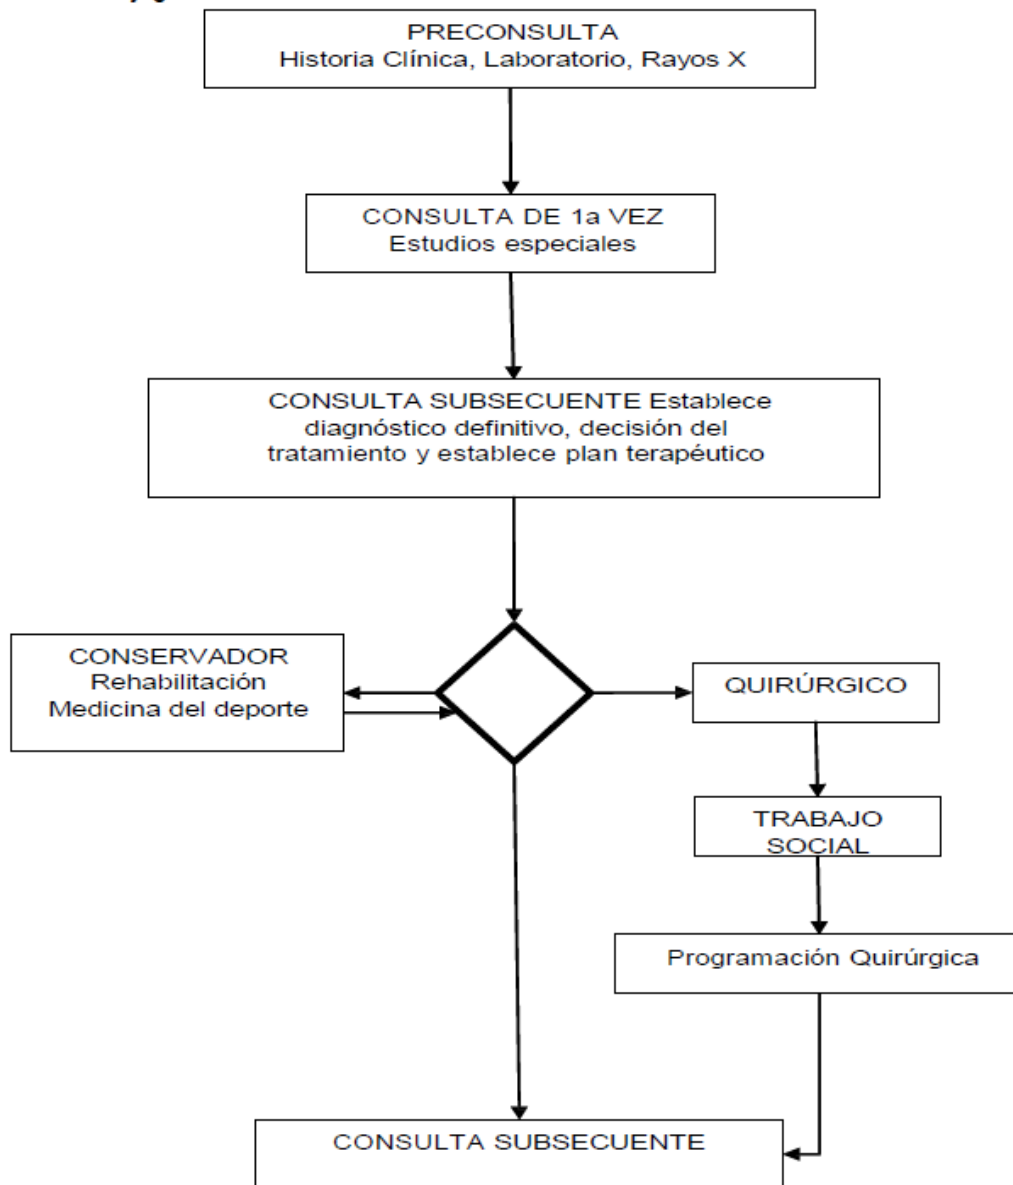 PRECONSULTA
Historia Clínica, Laboratorio, Rayos X
CONSULTA DE 1a VEZ
Estudios especiales
CONSULTA SUBSECUENTE Establece
diagnóstico definitivo, decisión del
tratamiento y establece plan terapéutico
CONSERVADOR
Rehabilitación
Medicina del deporte
QUIRÚRGICO
TRABAJO
SOCIAL
Programación Quirúrgica
CONSULTA SUBSECUENTE